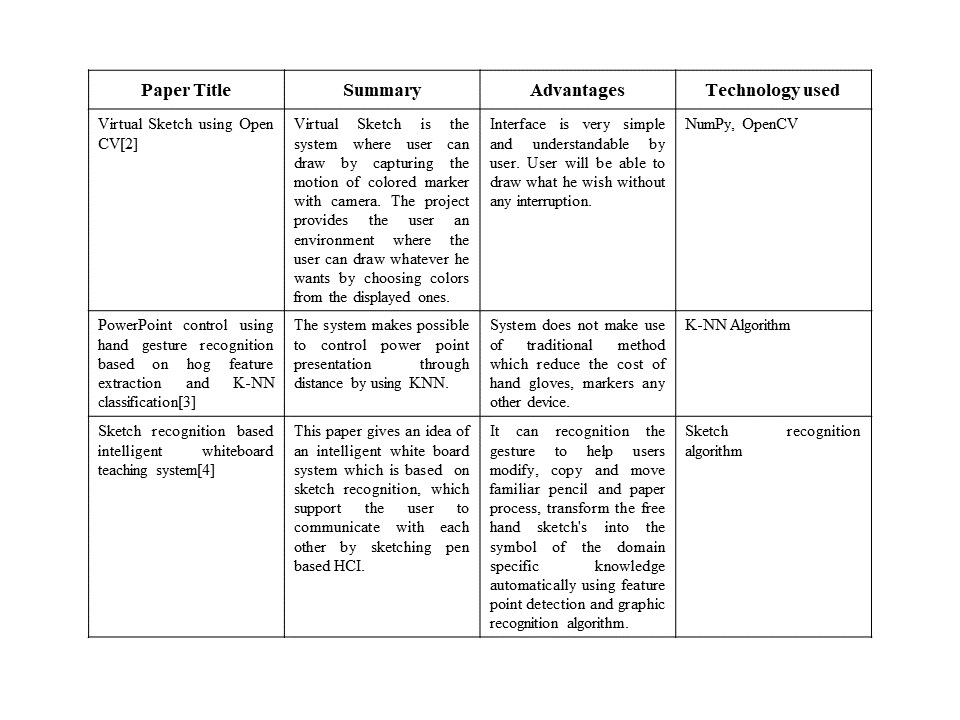 Paper Title
Summary
Advantages
Technology used
Virtual Sketch using Open
CV[2]
Virtual Sketch is the
system where user can
draw by capturing the
motion of colored marker
with camera. The project
provides the user an
environment where the
user can draw whatever he
wants by choosing colors
from the displayed ones.
Interface is very simple
and understandable by
user. User will be able to
draw what he wish without
any interruption.
NumPy, OpenCV
PowerPoint control using
hand gesture recognition
based on hog feature
extraction and K-NN
classification[3]
The system makes possible
to control power point
presentation through
distance by using KNN.
System does not make use
of traditional method
which reduce the cost of
hand gloves, markers any
other device.
K-NN Algorithm
Sketch recognition based
intelligent whiteboard
teaching system[4]
This paper gives an idea of
an intelligent white board
system which is based on
sketch recognition, which
support the user to
communicate with each
other by sketching pen
based HCI.
It can recognition the
gesture to help users
modify, copy and move
familiar pencil and paper
process, transform the free
hand sketch's into the
symbol of the domain
specific knowledge
automatically using feature
point detection and graphic
recognition algorithm.
Sketch recognition
algorithm